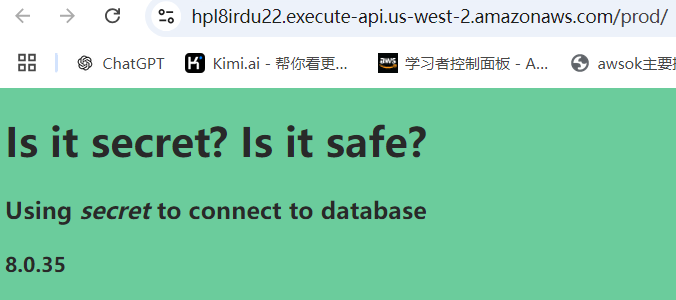 hpl8irdu22.execute-api.us-west-2.amazonaws.com/prod/
ChatGPT
Kimi.ai - 帮你看更...
aws
学习者控制面板 - A...
awsok主要
Is it secret? Is it safe?
Using secret to connect to database
8.0.35